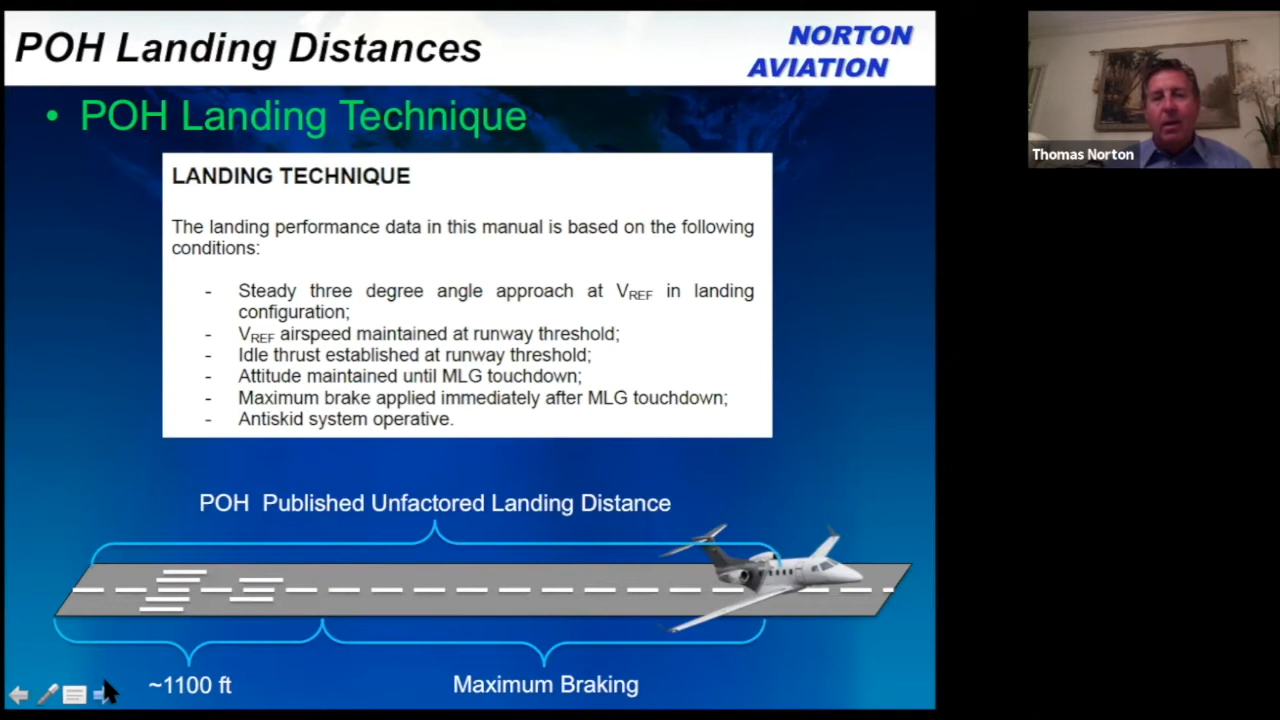 POH Landing Distances
NORTON
AVIATION
• POH Landing Technique
LANDING TECHNIQUE
The landing performance data in this manual is based on the following
conditions:
- Steady three degree angle approach at VREF in landing
configuration;
- VREF airspeed maintained at runway threshold;
- Idle thrust established at runway threshold;
- Attitude maintained until MLG touchdown;
- Maximum brake applied immediately after MLG touchdown;
- Antiskid system operative.
POH Published Unfactored Landing Distance
~1100 ft
Maximum Braking
Thomas Norton